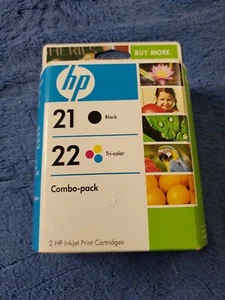 BUY MORE.
hp
21 Black
22 Tri-color
Combo-pack
2 HP Inkjet Print Cartridges